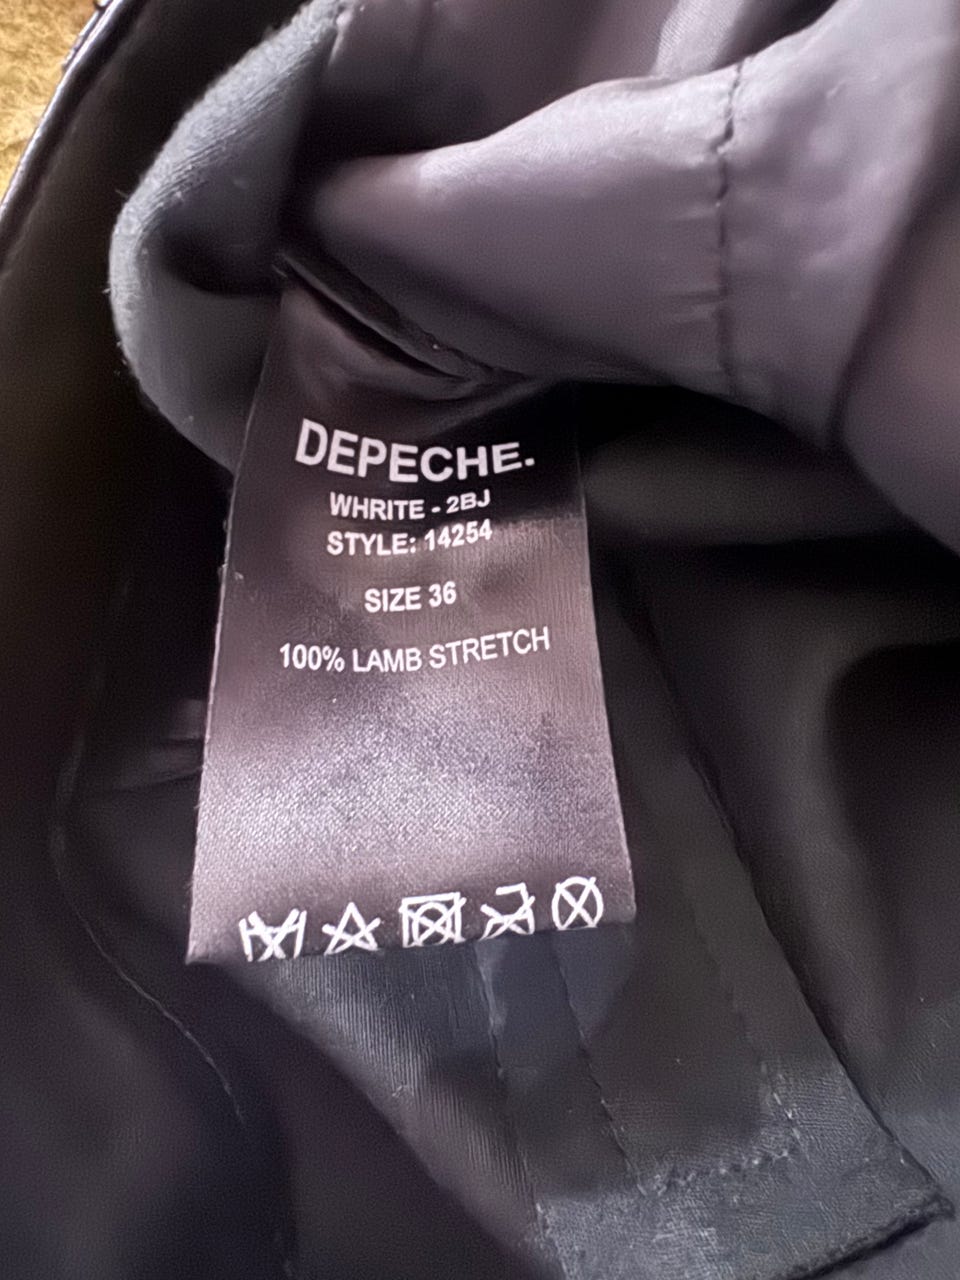 DEPECHE.
WHRITE - 2BJ
STYLE: 14254
SIZE 36
100% LAMB STRETCH